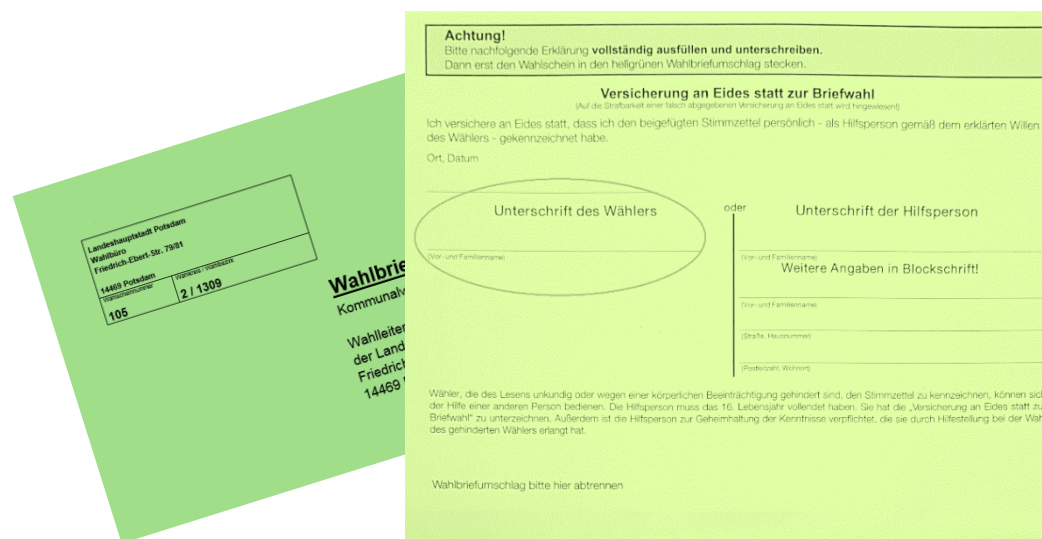 Landeshauptstadt Potsdam
Wahlbüro
Friedrich-Ebert-Str. 79/81
14469 Potsdam
Wahlscheinnummer
Wahlkreis / Wahlbezirk
105
2 / 1309
Wahlbrie
Kommunalw
Wahlleiter
der Land
Friedrich
14469
Achtung!
Bitte nachfolgende Erklärung vollständig ausfüllen und unterschreiben.
Dann erst den Wahlschein in den hellgrünen Wahlbriefumschlag stecken.
Versicherung an Eides statt zur Briefwahl
(Auf die Strafbarkeit einer falsch abgegebenen Versicherung an Eides statt wird hingewiesen!)
Ich versichere an Eides statt, dass ich den beigefügten Stimmzettel persönlich - als Hilfsperson gemäß dem erklärten Willen
des Wählers - gekennzeichnet habe.
Ort, Datum
Unterschrift des Wählers
(Vor- und Familienname)
oder
Unterschrift der Hilfsperson
(Vor- und Familienname)
Weitere Angaben in Blockschrift!
(Vor- und Familienname)
(Straße, Hausnummer)
(Postleitzahl, Wohnort)
Wähler, die des Lesens unkundig oder wegen einer körperlichen Beeinträchtigung gehindert sind, den Stimmzettel zu kennzeichnen, können sich
der Hilfe einer anderen Person bedienen. Die Hilfsperson muss das 16. Lebensjahr vollendet haben. Sie hat die „Versicherung an Eides statt zu
Briefwahl" zu unterzeichnen. Außerdem ist die Hilfsperson zur Geheimhaltung der Kenntnisse verpflichtet, die sie durch Hilfestellung bei der Wah
des gehinderten Wählers erlangt hat.
Wahlbriefumschlag bitte hier abtrennen